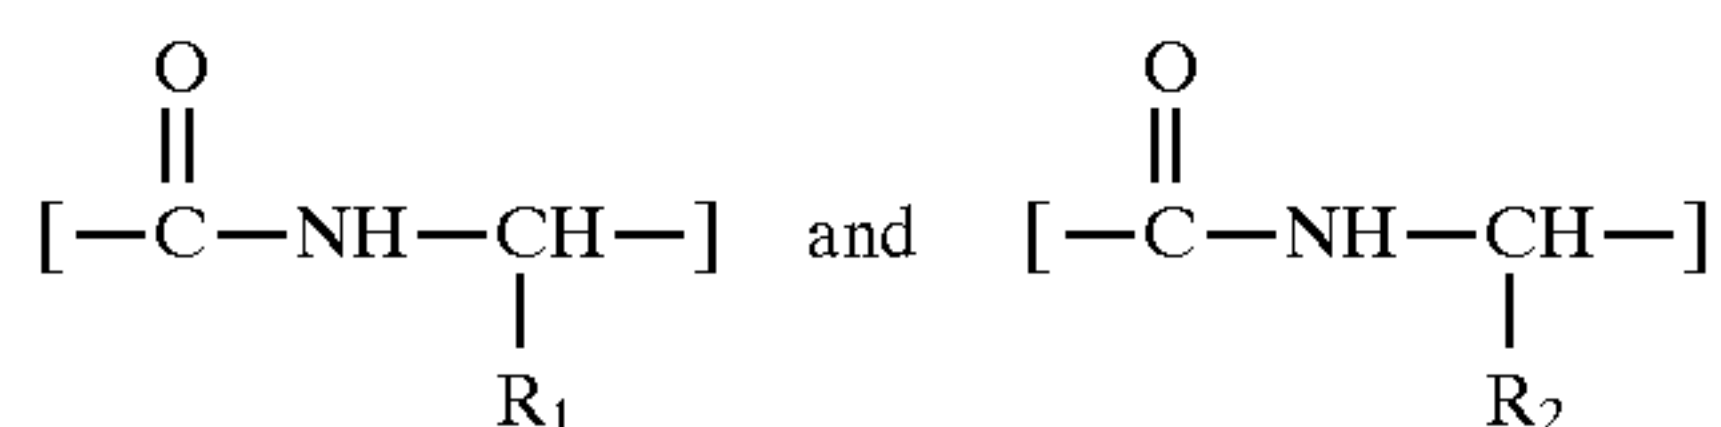 O O
[—C—NH—CH—] and [—C—NH—CH—]
R₁ R₂